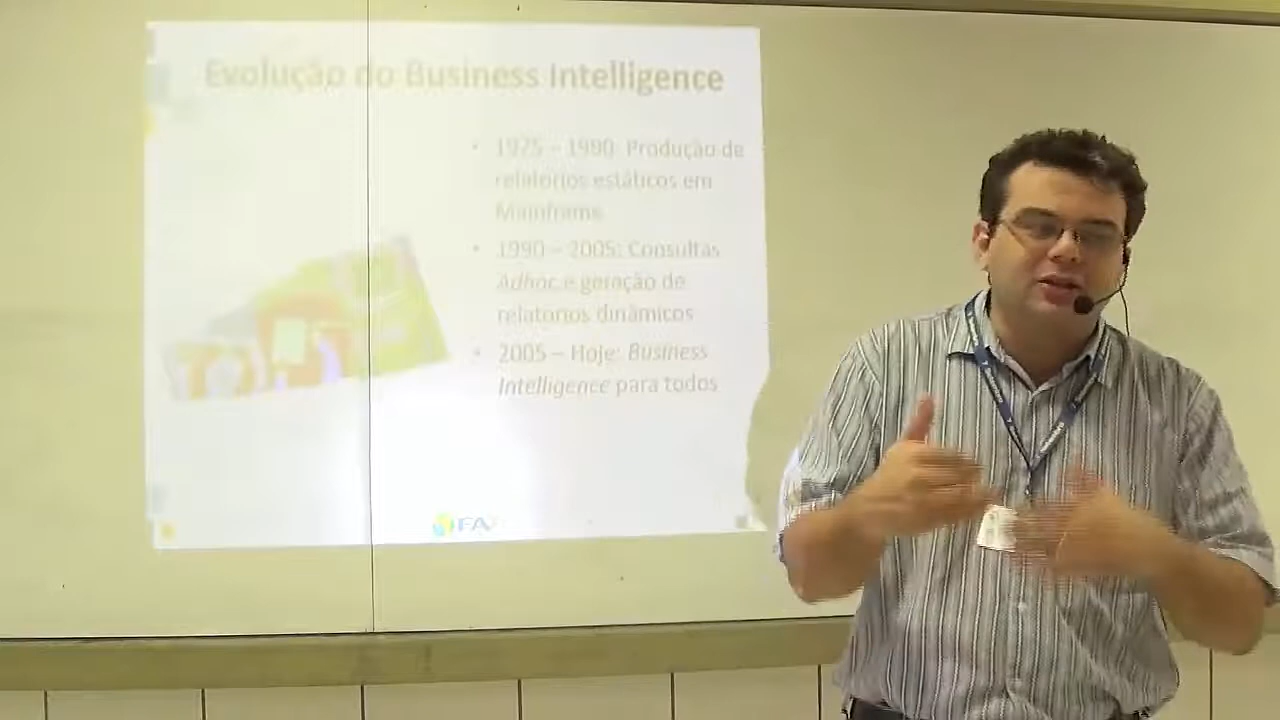 Evolução do Business Intelligence
• 1975 – 1990: Produção de
relatórios estáticos em
Mainframe
• 1990 – 2005: Consultas
Adhoc e geração de
relatórios dinâmicos
• 2005 – Hoje: Business
Intelligence para todos